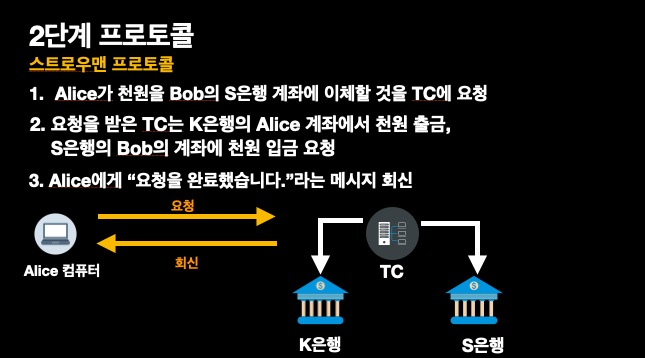 2단계 프로토콜
스트로우맨 프로토콜
1. Alice가 천원을 Bob의 S은행 계좌에 이체할 것을 TC에 요청
2. 요청을 받은 TC는 K은행의 Alice 계좌에서 천원 출금,
S은행의 Bob의 계좌에 천원 입금 요청
3. Alice에게 “요청을 완료했습니다.”라는 메시지 회신
요청
회신
Alice 컴퓨터
TC
K은행
S은행